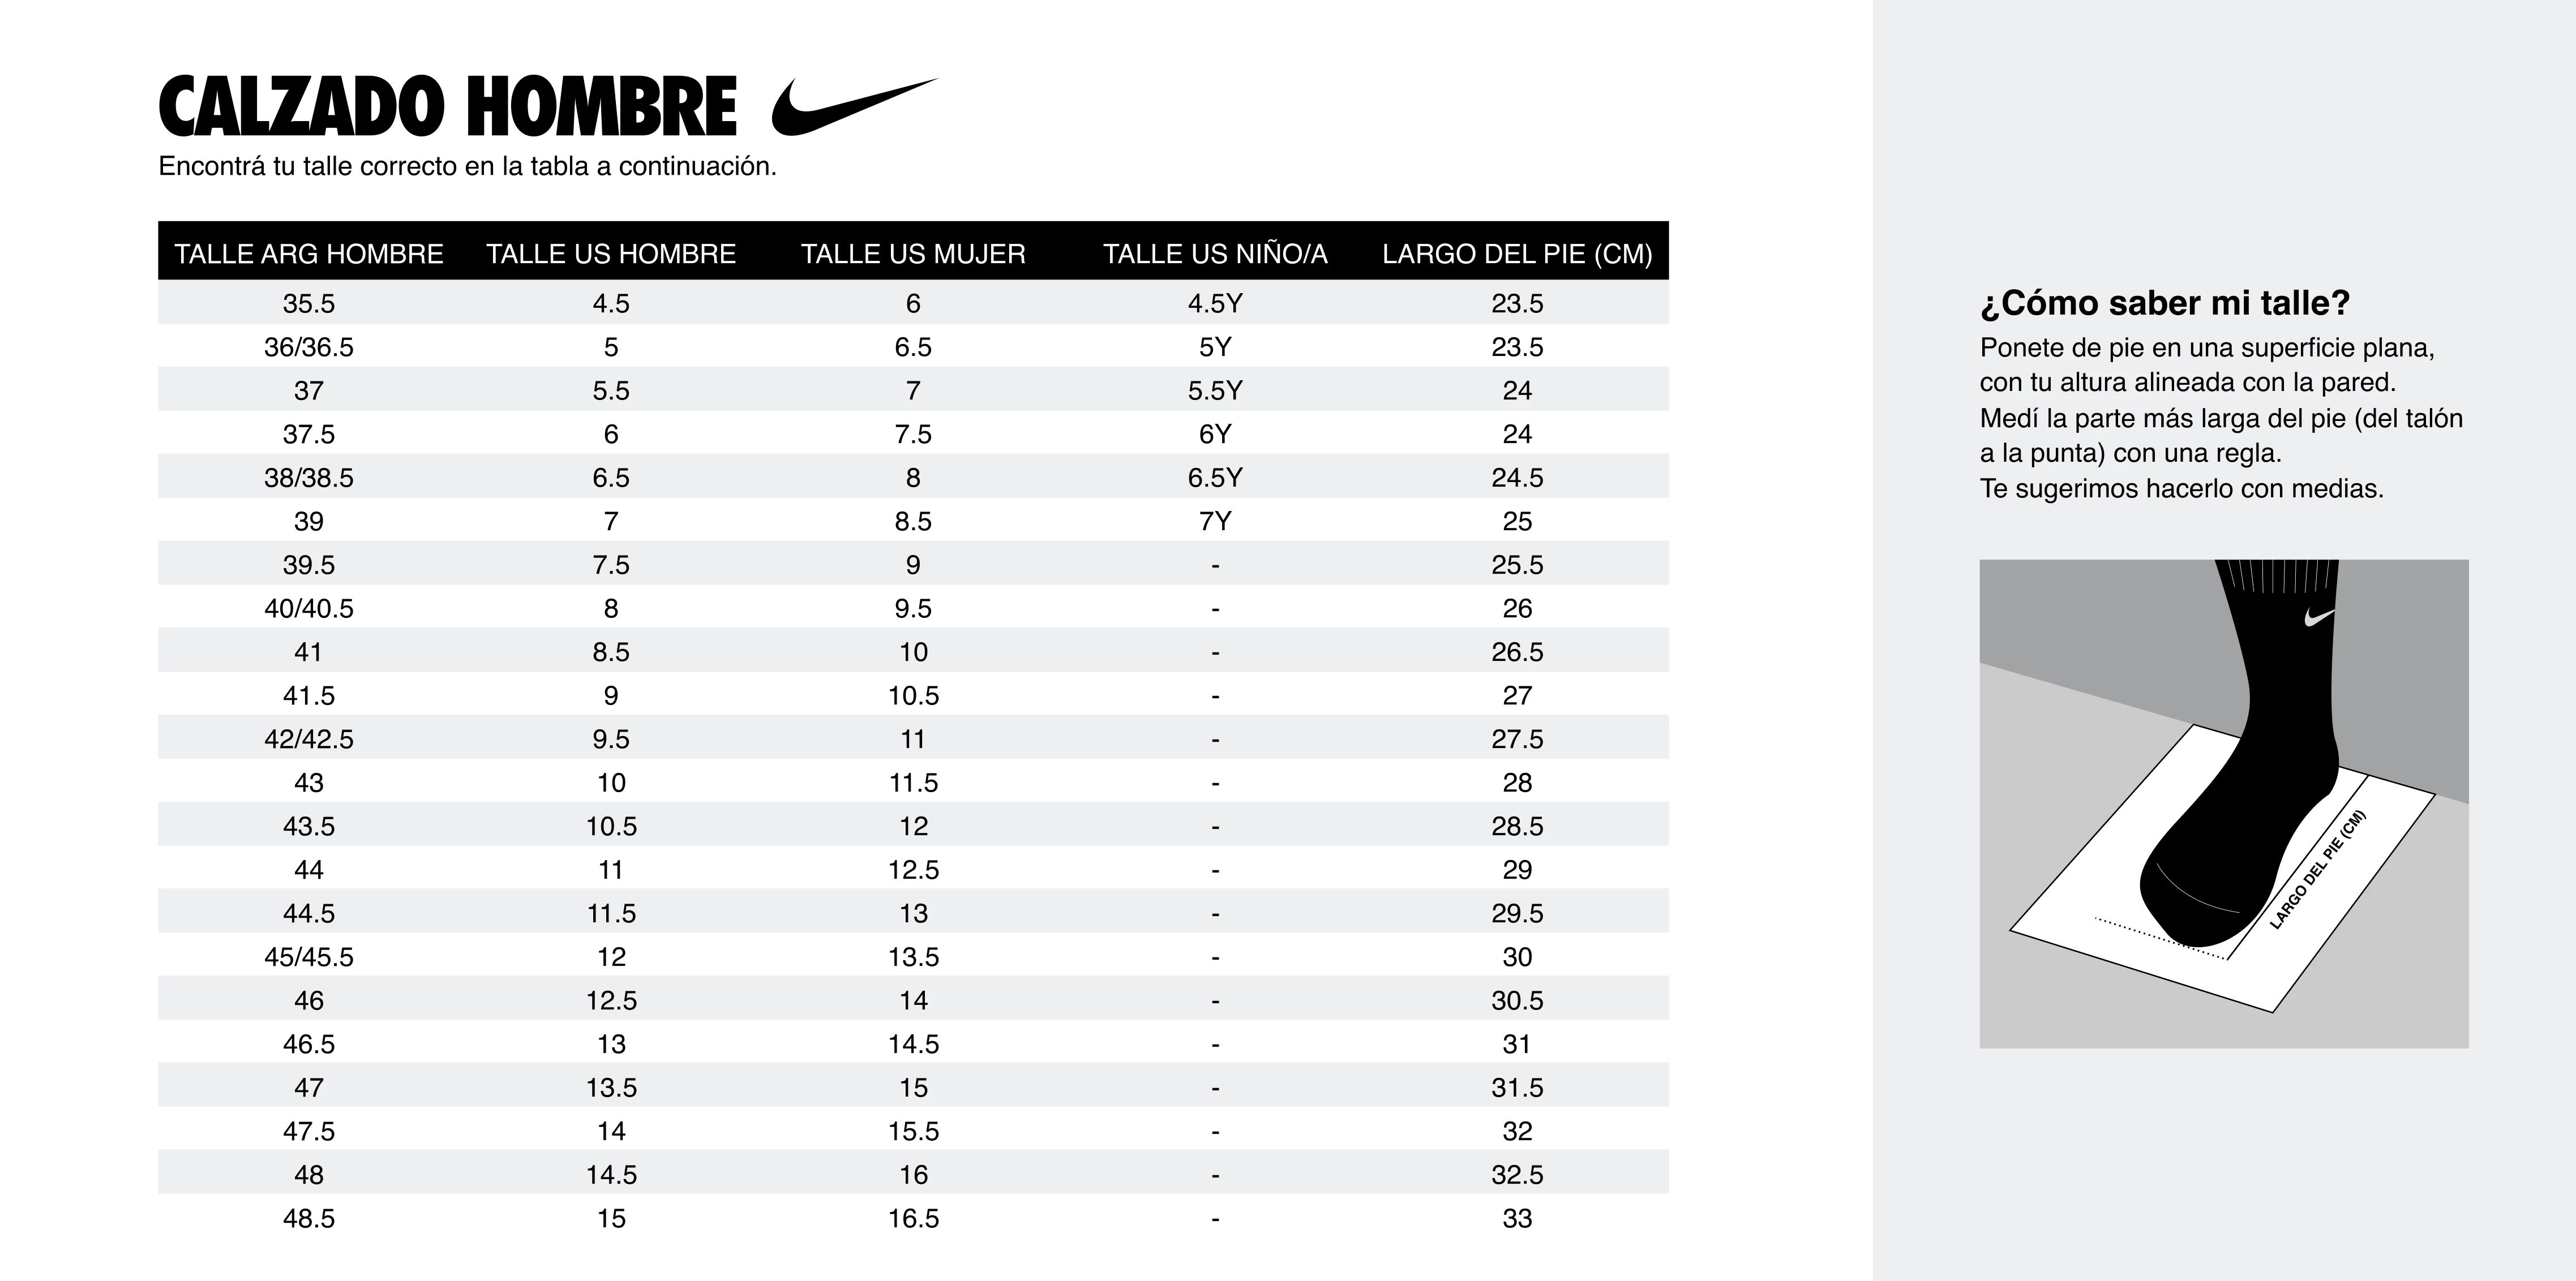 CALZADO HOMBRE
Encontrá tu talle correcto en la tabla a continuación.
TALLE ARG HOMBRE TALLE US HOMBRE TALLE US MUJER TALLE US NIÑO/A LARGO DEL PIE (CM)
35.5 4.5 6 4.5Y 23.5
36/36.5 5 6.5 5Y 23.5
37 5.5 7 5.5Y 24
37.5 6 7.5 6Y 24
38/38.5 6.5 8 6.5Y 24.5
39 7 8.5 7Y 25
39.5 7.5 9 - 25.5
40/40.5 8 9.5 - 26
41 8.5 10 - 26.5
41.5 9 10.5 - 27
42/42.5 9.5 11 - 27.5
43 10 11.5 - 28
43.5 10.5 12 - 28.5
44 11 12.5 - 29
44.5 11.5 13 - 29.5
45/45.5 12 13.5 - 30
46 12.5 14 - 30.5
46.5 13 14.5 - 31
47 13.5 15 - 31.5
47.5 14 15.5 - 32
48 14.5 16 - 32.5
48.5 15 16.5 - 33
¿Cómo saber mi talle?
Ponete de pie en una superficie plana,
con tu altura alineada con la pared.
Medí la parte más larga del pie (del talón
a la punta) con una regla.
Te sugerimos hacerlo con medias.
LARGO DEL PIE (CM)